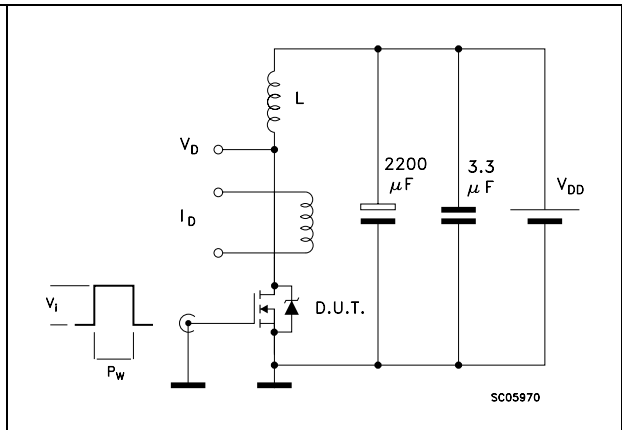 L
V_D
2200
μF
3.3
μF
V_DD
I_D
D.U.T.
V_i
P_W
SC05970